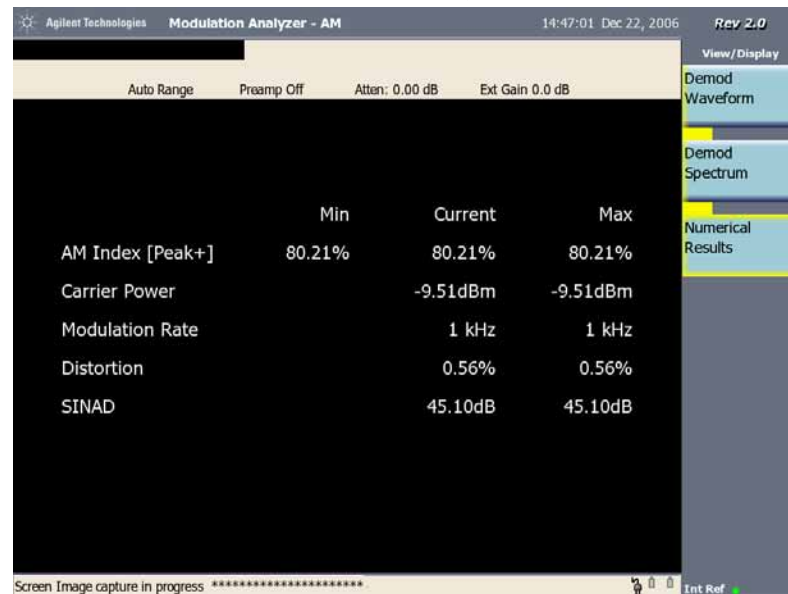 Agilent Technologies Modulation Analyzer - AM 14:47:01 Dec 22, 2006 Rev 2.0
View/Display
Auto Range Preamp Off Atten: 0.00 dB Ext Gain 0.0 dB
Demod
Waveform
Demod
Spectrum
Numerical
Results
Min Current Max
AM Index [Peak+] 80.21% 80.21% 80.21%
Carrier Power -9.51dBm -9.51dBm
Modulation Rate 1 kHz 1 kHz
Distortion 0.56% 0.56%
SINAD 45.10dB 45.10dB
Screen Image capture in progress ***********************
Int Ref